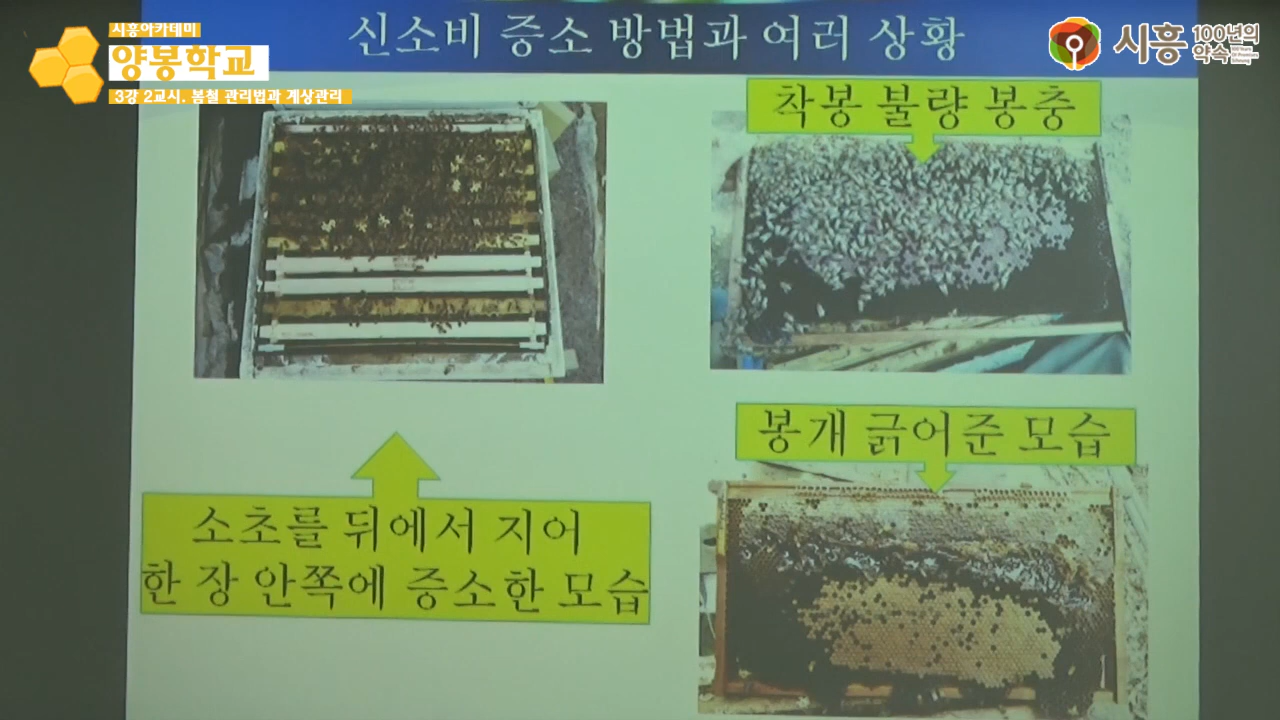 시흥아카데미
양봉학교
3강 2교시. 봄철 관리법과 계상관리
신소비 증소 방법과 여러 상황
시흥
100년의
약속
착봉 불량 봉충
봉개 긁어준 모습
소초를 뒤에서 지어
한 장 안쪽에 증소한 모습